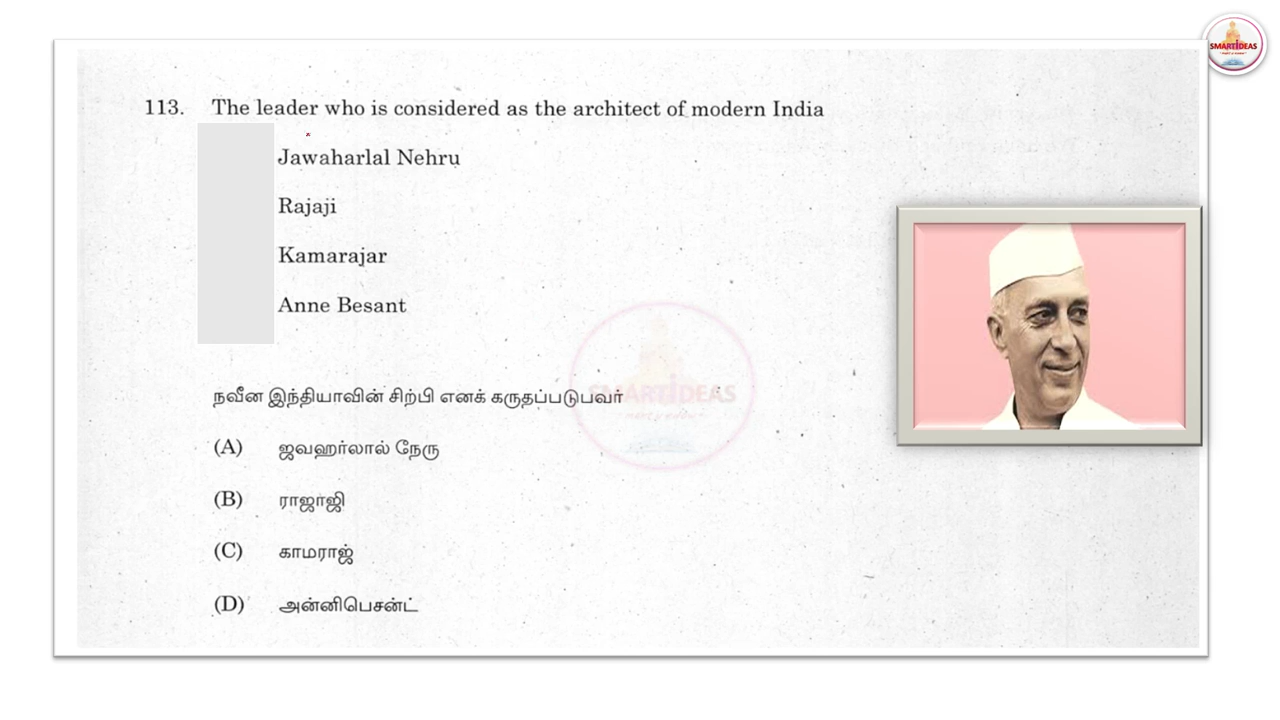 SMARTIDEAS
113. The leader who is considered as the architect of modern India
Jawaharlal Nehru
Rajaji
Kamarajar
Anne Besant
நவீன இந்தியாவின் சிற்பி எனக் கருதப்படுபவர்
SMARTIDEAS
(A) ஜவஹர்லால் நேரு
(B) ராஜாஜி
(C) காமராஜ்
(D) அன்னிபெசன்ட்